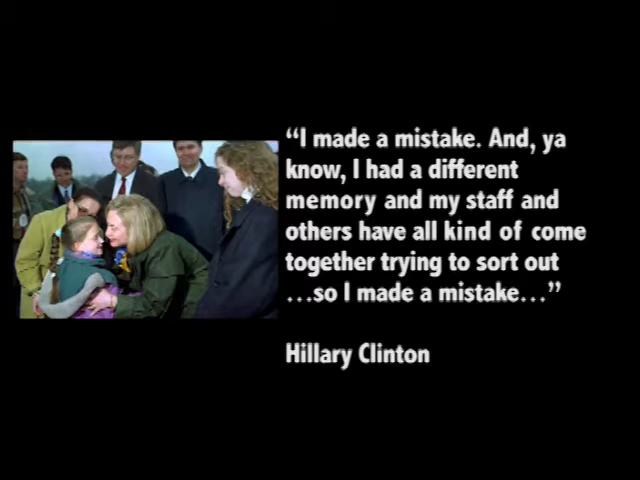 “I made a mistake. And, ya
know, I had a different
memory and my staff and
others have all kind of come
together trying to sort out
…so I made a mistake…”
Hillary Clinton